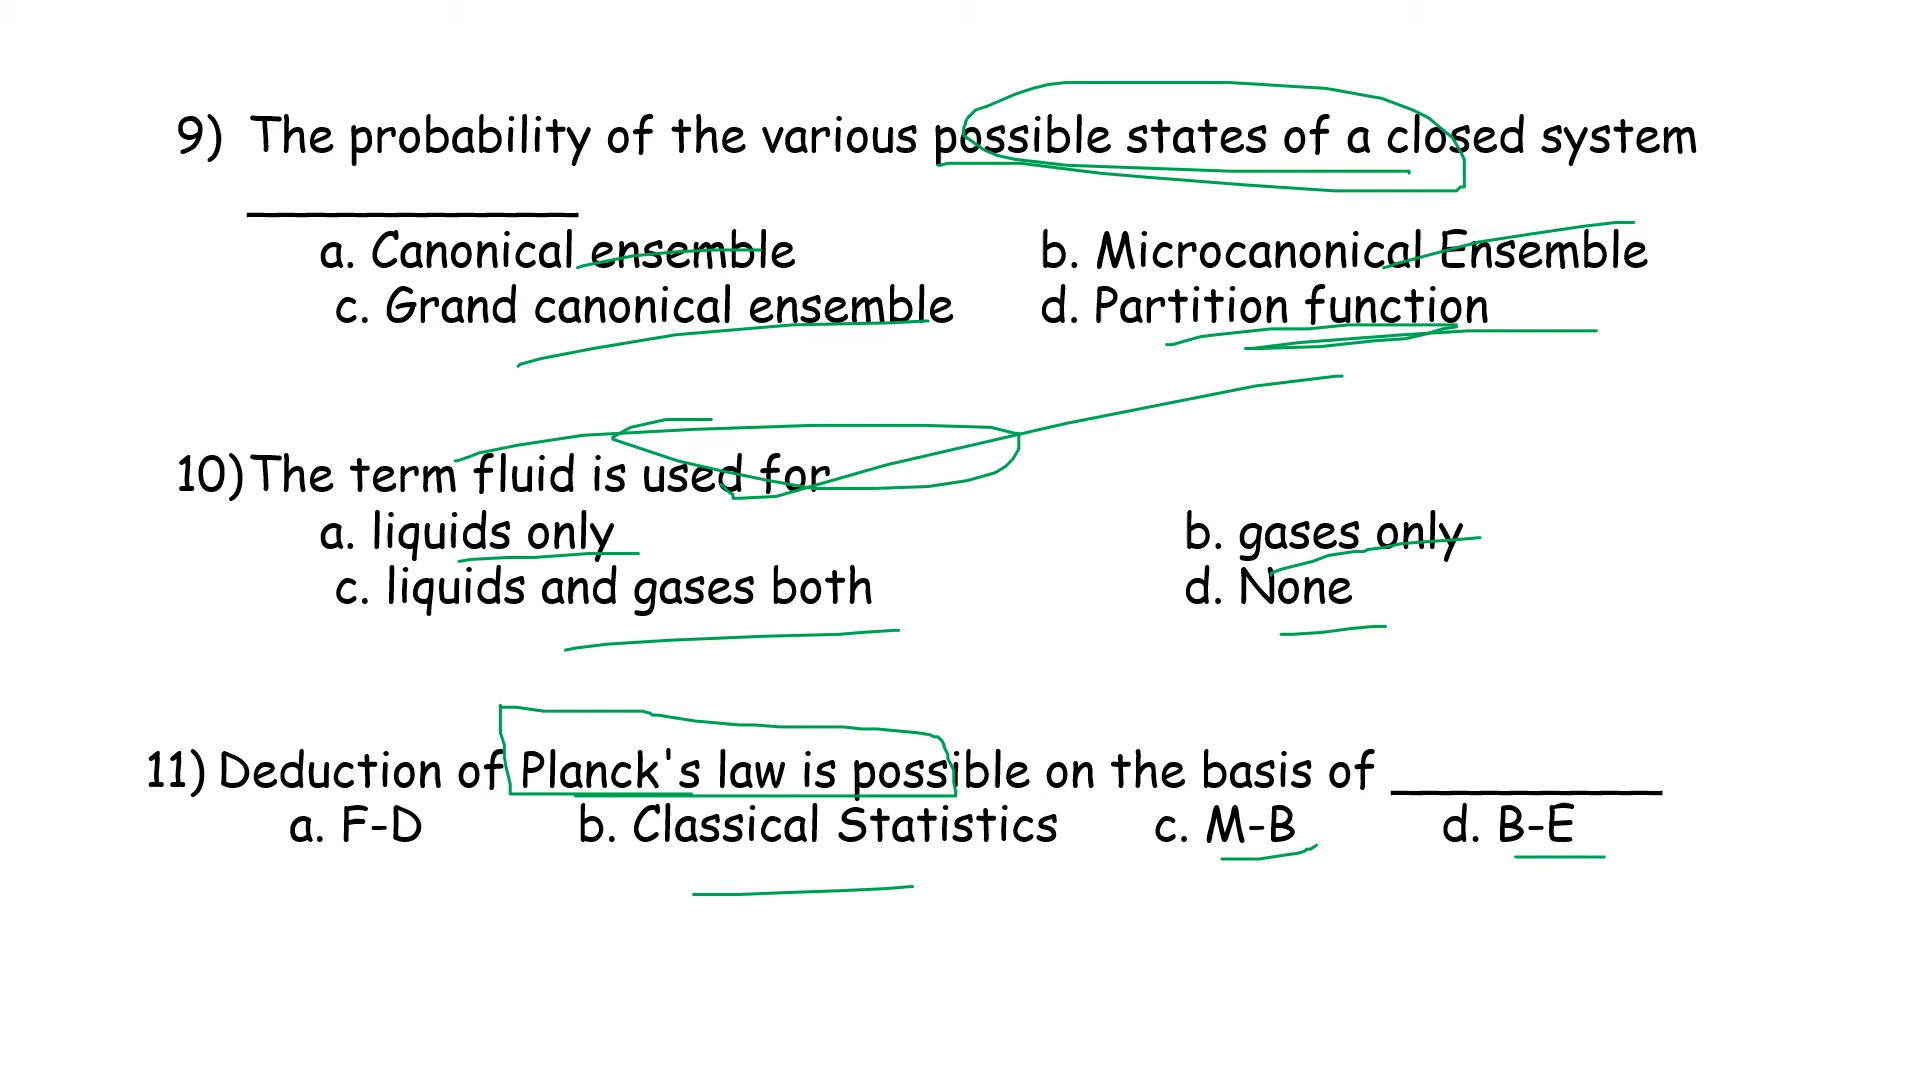 9) The probability of the various possible states of a closed system
___________
a. Canonical ensemble b. Microcanonical Ensemble
c. Grand canonical ensemble d. Partition function
10) The term fluid is used for
a. liquids only b. gases only
c. liquids and gases both d. None
11) Deduction of Planck's law is possible on the basis of _________
a. F-D b. Classical Statistics c. M-B d. B-E